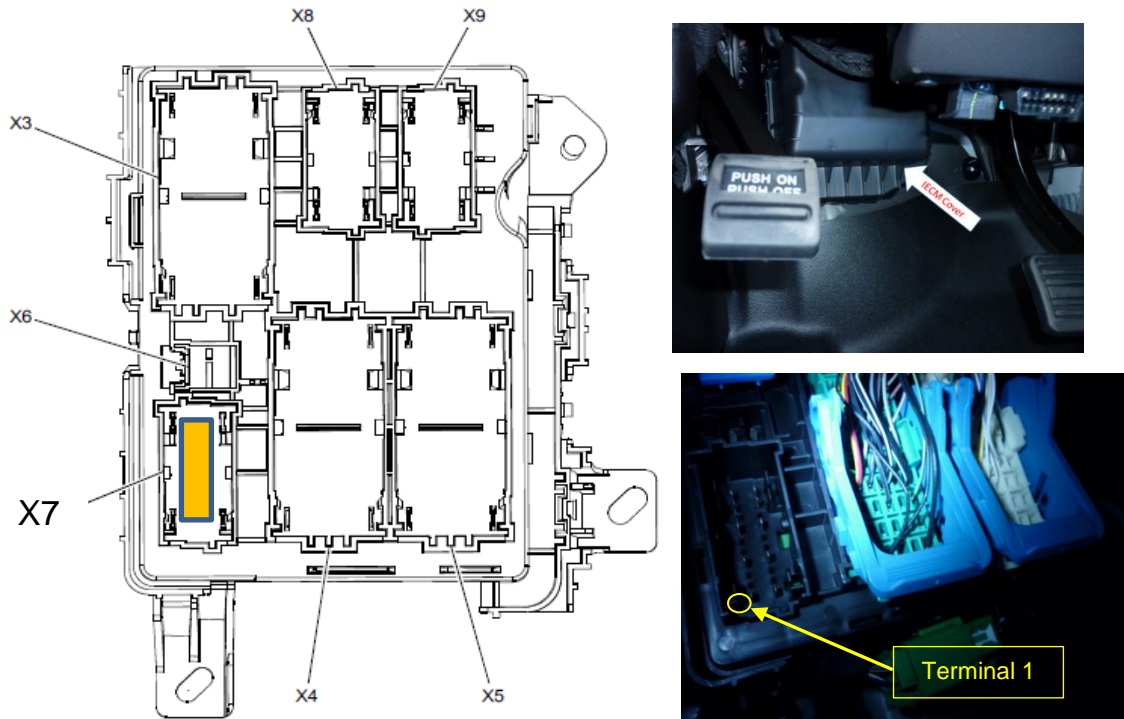 X8
X9
X3
X6
X7
X4
X5
PUSH ON
PUSH OFF
IECM Cover
Terminal 1